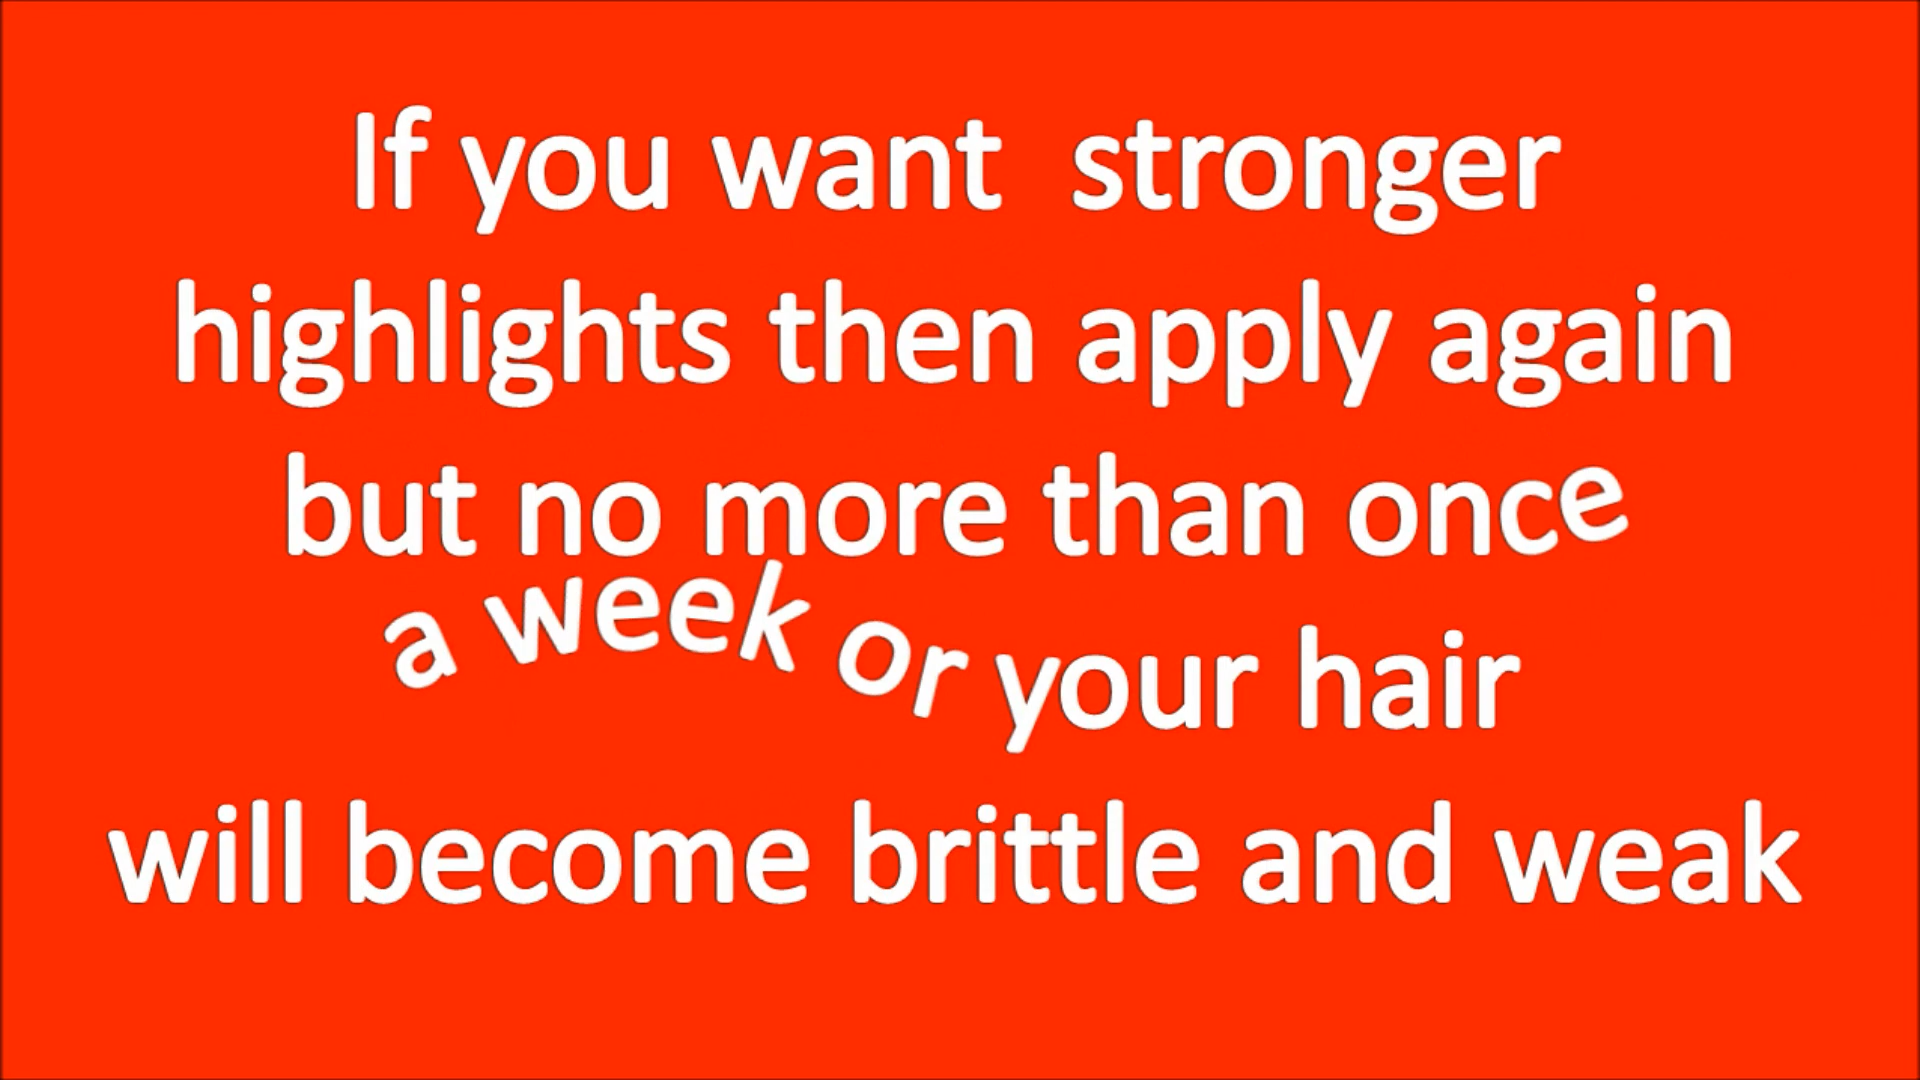 If you want  stronger
highlights then apply again
but no more than once
a week or your hair
will become brittle and weak